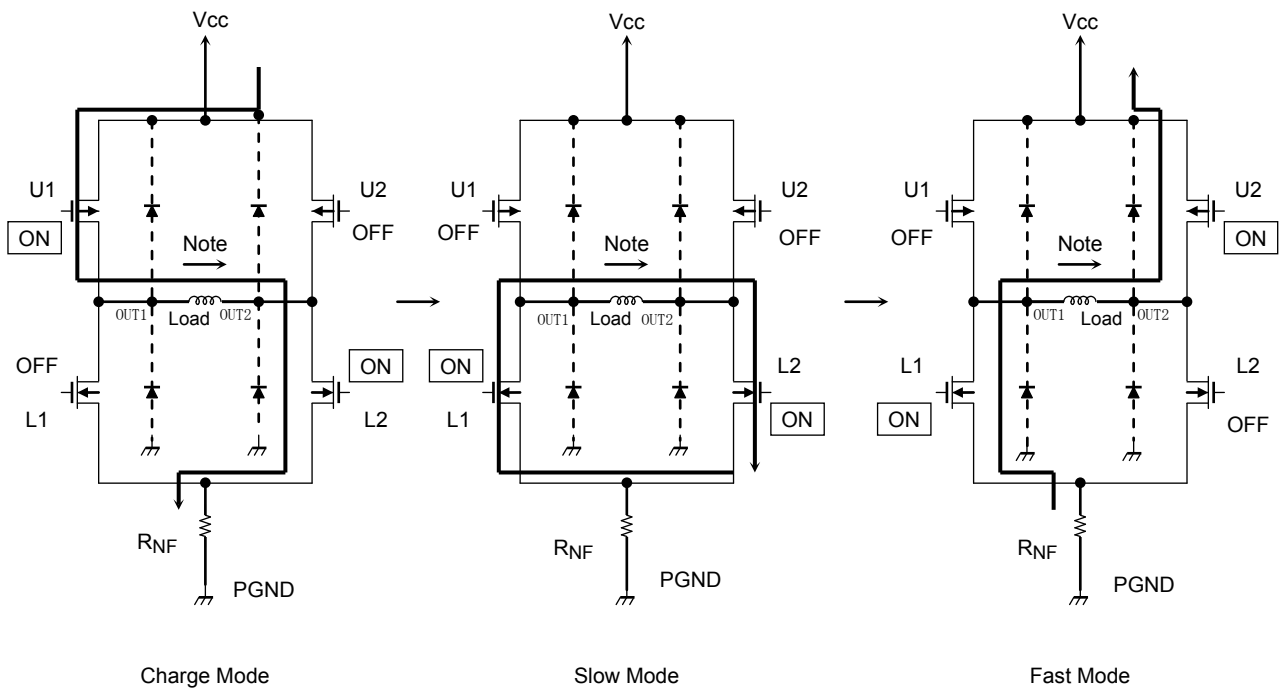 Vcc
U1
ON
U2
OFF
Note
OUT1
Load
OUT2
OFF
L1
ON
L2
RNF
PGND
Charge Mode
Vcc
U1
OFF
U2
OFF
Note
OUT1
Load
OUT2
ON
L1
L2
ON
RNF
PGND
Slow Mode
Vcc
U1
OFF
U2
ON
Note
OUT1
Load
OUT2
L1
ON
L2
OFF
RNF
PGND
Fast Mode